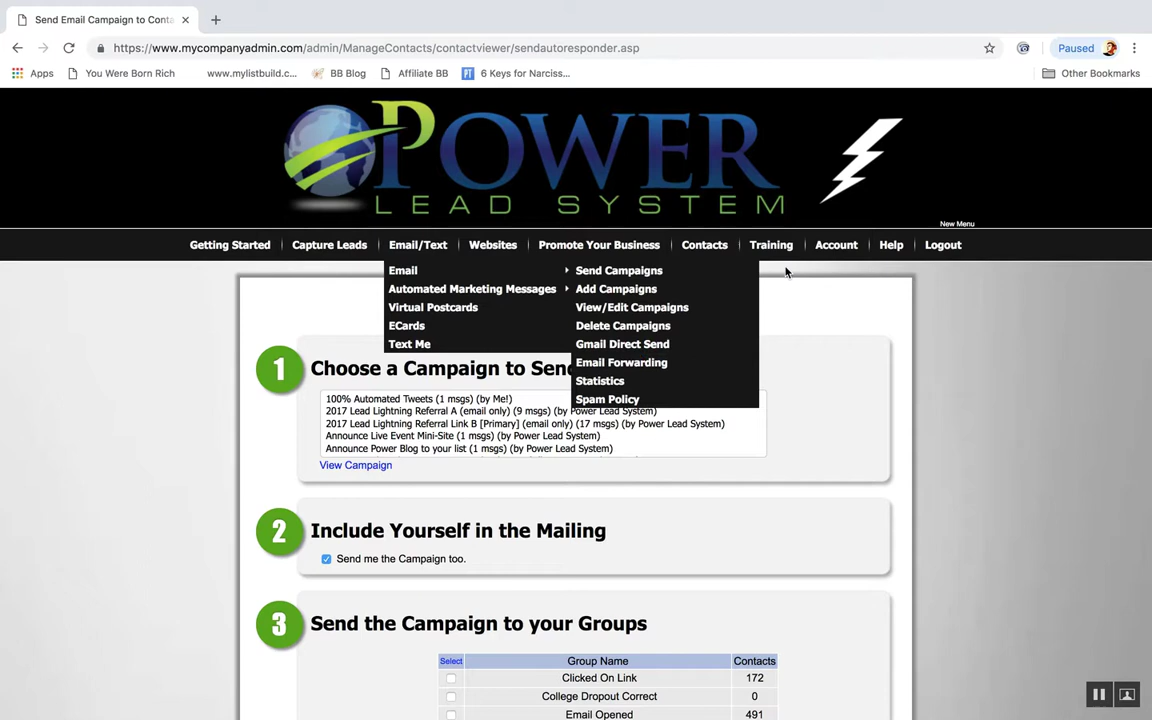 Send Email Campaign to Conta
https://www.mycompanyadmin.com/admin/ManageContacts/contactviewer/sendautoresponder.asp
Paused
Apps
You Were Born Rich
www.mylistbuild.c...
BB Blog
Affiliate BB
PT
6 Keys for Narciss...
Other Bookmarks
POWER
LEAD SYSTEM
New Menu
Getting Started
Capture Leads
Email/Text
Websites
Promote Your Business
Contacts
Training
Account
Help
Logout
Email
Automated Marketing Messages
Virtual Postcards
ECards
Text Me
Send Campaigns
Add Campaigns
View/Edit Campaigns
Delete Campaigns
Gmail Direct Send
Email Forwarding
Statistics
Spam Policy
1
Choose a Campaign to Send
100% Automated Tweets (1 msgs) (by Me!)
2017 Lead Lightning Referral A (email only) (9 msgs) (by Power Lead System)
2017 Lead Lightning Referral Link B [Primary] (email only) (17 msgs) (by Power Lead System)
Announce Live Event Mini-Site (1 msgs) (by Power Lead System)
Announce Power Blog to your list (1 msgs) (by Power Lead System)
View Campaign
2
Include Yourself in the Mailing
Send me the Campaign too.
3
Send the Campaign to your Groups
Select Group Name Contacts
Clicked On Link 172
College Dropout Correct 0
Email Opened 491